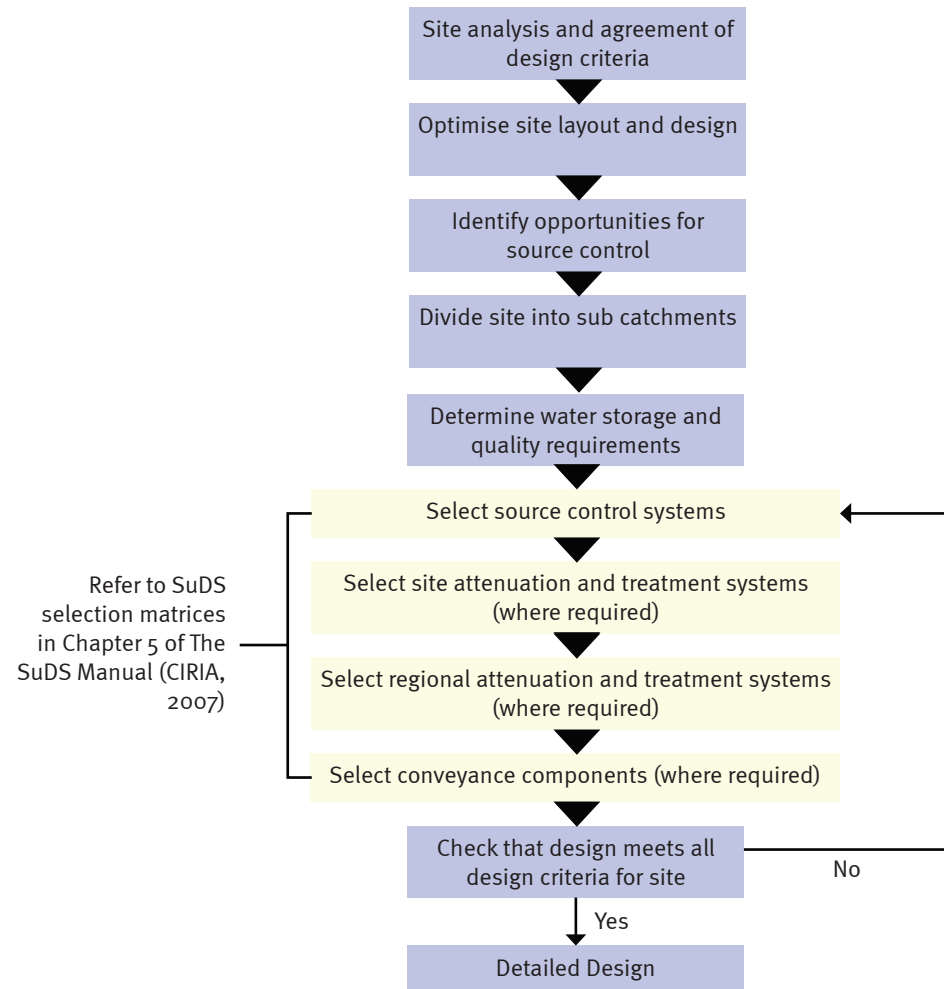 Site analysis and agreement of
design criteria
Optimise site layout and design
Identify opportunities for
source control
Divide site into sub catchments
Determine water storage and
quality requirements
Select source control systems
Refer to SuDS
selection matrices
in Chapter 5 of The
SuDS Manual (CIRIA,
2007)
Select site attenuation and treatment systems
(where required)
Select regional attenuation and treatment systems
(where required)
Select conveyance components (where required)
Check that design meets all
design criteria for site
No
Yes
Detailed Design